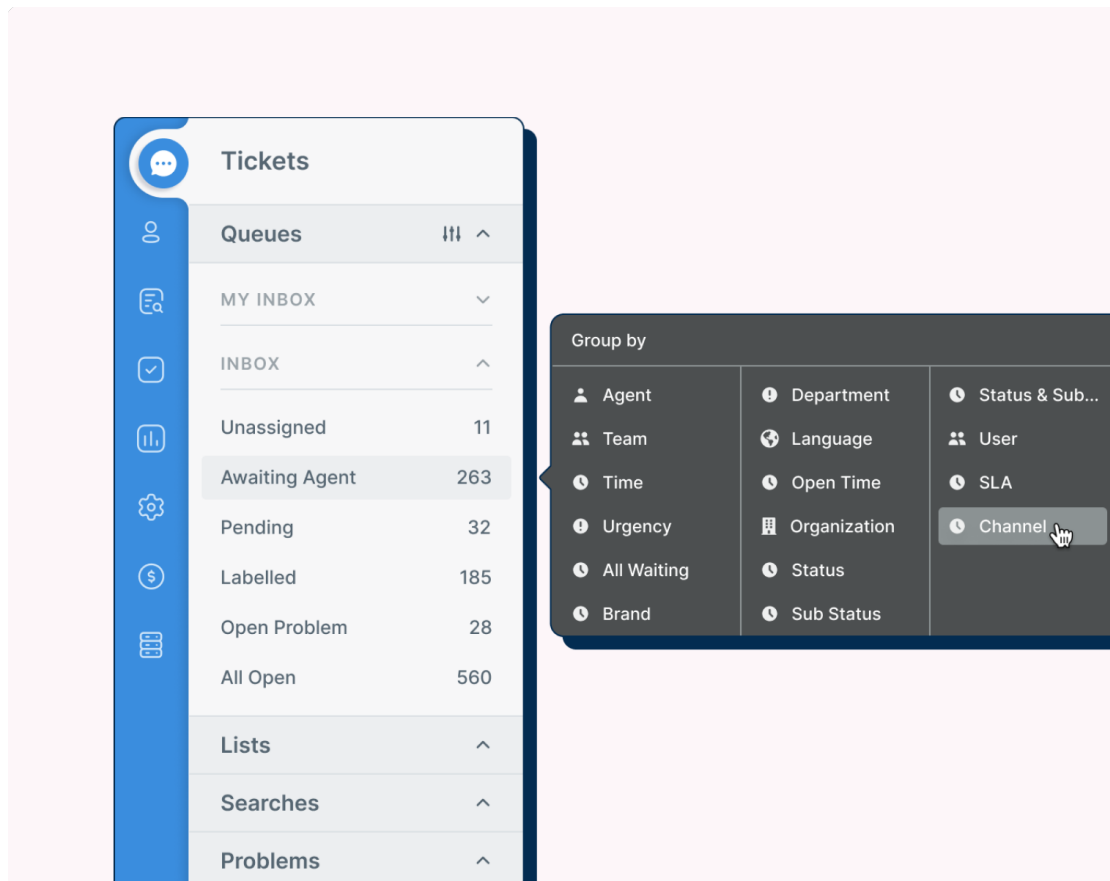 Tickets
Queues
MY INBOX
INBOX
Unassigned 11
Awaiting Agent 263
Pending 32
Labelled 185
Open Problem 28
All Open 560
Lists
Searches
Problems
Group by
Agent
Team
Time
Urgency
All Waiting
Brand
Department
Language
Open Time
Organization
Status
Sub Status
Status & Sub...
User
SLA
Channel